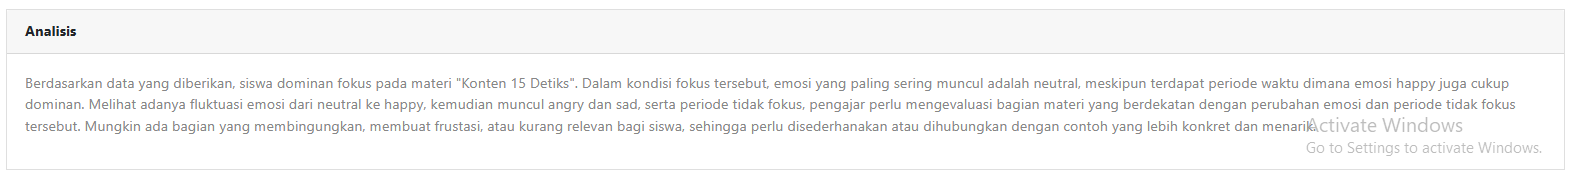 Analisis
Berdasarkan data yang diberikan, siswa dominan fokus pada materi "Konten 15 Detiks". Dalam kondisi fokus tersebut, emosi yang paling sering muncul adalah neutral, meskipun terdapat periode waktu dimana emosi happy juga cukup
dominan. Melihat adanya fluktuasi emosi dari neutral ke happy, kemudian muncul angry dan sad, serta periode tidak fokus, pengajar perlu mengevaluasi bagian materi yang berdekatan dengan perubahan emosi dan periode tidak fokus
tersebut. Mungkin ada bagian yang membingungkan, membuat frustasi, atau kurang relevan bagi siswa, sehingga perlu disederhanakan atau dihubungkan dengan contoh yang lebih konkret dan menarik.
Activate Windows
Go to Settings to activate Windows.